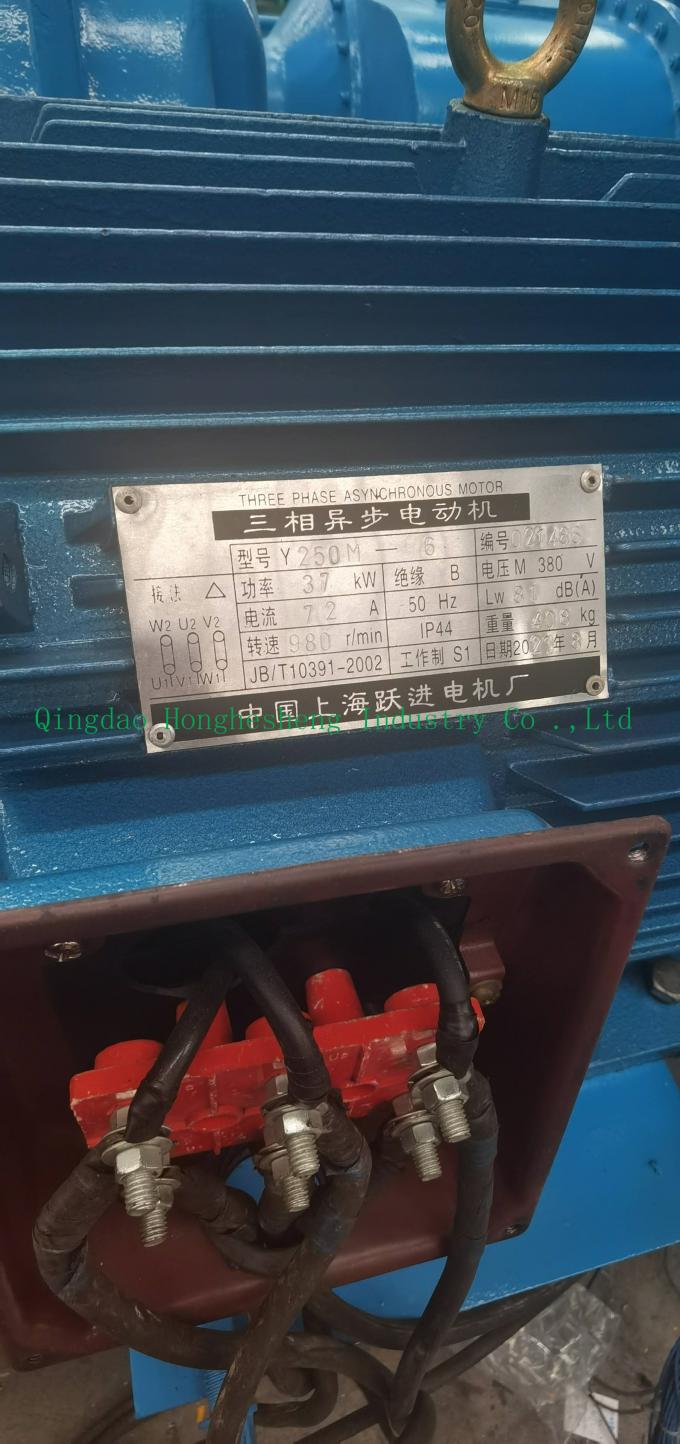 M16
THREE PHASE ASYNCHRONOUS MOTOR
三相异步电动机
型号 Y 250M — 6 编号
接法 △ 功率 37 kW 绝缘 B 电压 M 380 V
电流 72 A 50 Hz Lw dB(A)
W2 U2 V2
转速 980 r/min IP44 重量 kg
U1 V1 W1
JB/T10391-2002 工作制 S1 日期 20 年 月
中国上海跃进电机厂
Qingdao Honghesheng Industry Co .,Ltd